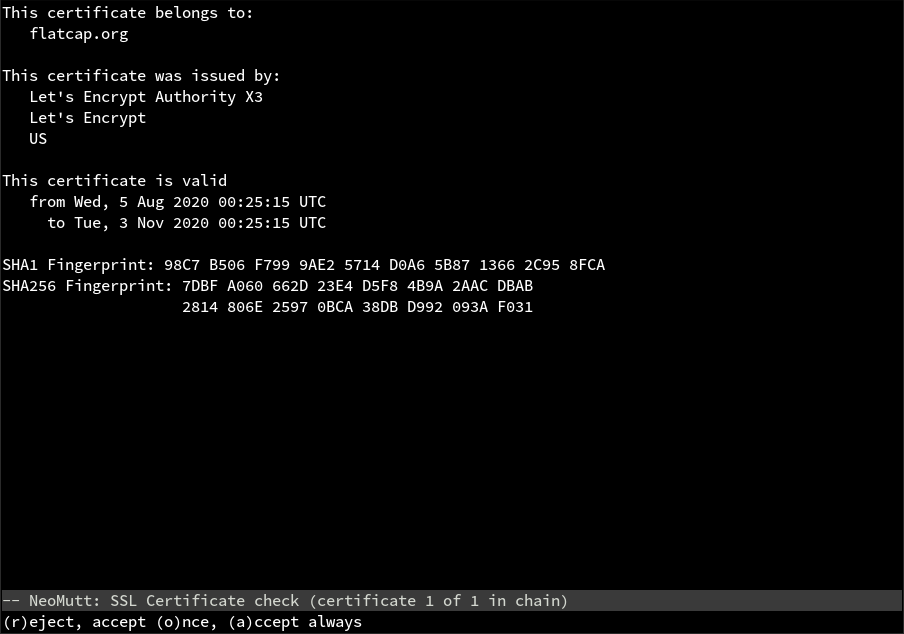 This certificate belongs to:
flatcap.org
This certificate was issued by:
Let's Encrypt Authority X3
Let's Encrypt
US
This certificate is valid
from Wed, 5 Aug 2020 00:25:15 UTC
to Tue, 3 Nov 2020 00:25:15 UTC
SHA1 Fingerprint: 98C7 B506 F799 9AE2 5714 D0A6 5B87 1366 2C95 8FCA
SHA256 Fingerprint: 7DBF A060 662D 23E4 D5F8 4B9A 2AAC DBAB
2814 806E 2597 0BCA 38DB D992 093A F031
-- NeoMutt: SSL Certificate check (certificate 1 of 1 in chain)
(r)eject, accept (o)nce, (a)ccept always